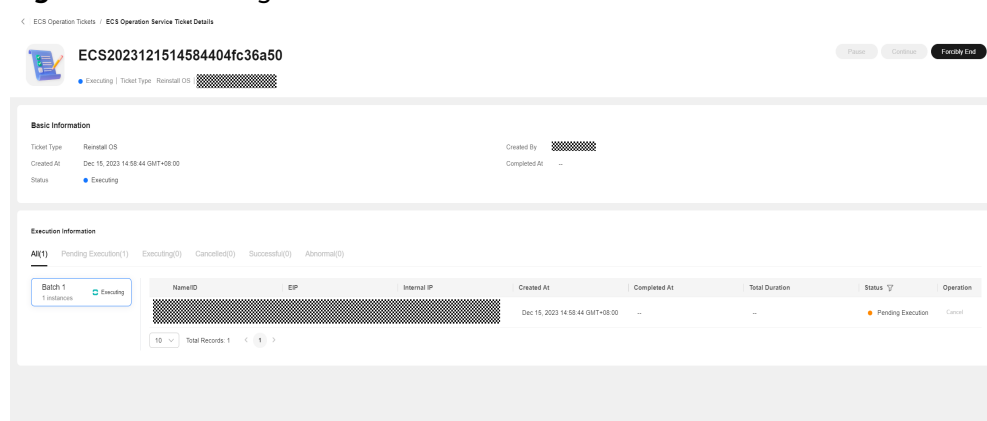 ECS Operation Tickets / ECS Operation Service Ticket Details
ECS2023121514584404fc36a50
Pause Continue Forcibly End
Executing | Ticket Type Reinstall OS |
Basic Information
Ticket Type Reinstall OS Created By
Created At Dec 15, 2023 14:58:44 GMT+08:00 Completed At --
Status Executing
Execution Information
All(1) Pending Execution(1) Executing(0) Cancelled(0) Successful(0) Abnormal(0)
Batch 1
1 instances
Executing
Name/ID EIP Internal IP Created At Completed At Total Duration Status Operation
Dec 15, 2023 14:58:44 GMT+08:00 -- -- Pending Execution Cancel
10 Total Records: 1 < 1 >